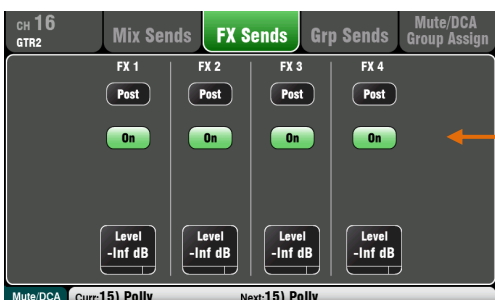 CH 16
GTR2
Mix Sends
FX Sends
Grp Sends
Mute/DCA
Group Assign
FX 1 FX 2 FX 3 FX 4
Post Post Post Post
On On On On
Level Level Level Level
-Inf dB -Inf dB -Inf dB -Inf dB
Mute/DCA Curr:15) Polly Next:15) Polly